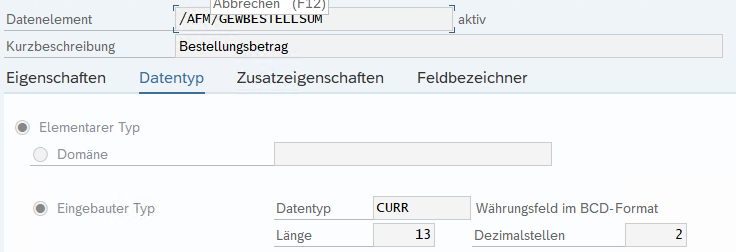 Abbrechen (F12)
Datenelement /AFM/GEWBESTELLSUM aktiv
Kurzbeschreibung Bestellungsbetrag
Eigenschaften Datentyp Zusatzeigenschaften Feldbezeichner
Elementarer Typ
Domäne
Eingebauter Typ Datentyp CURR Währungsfeld im BCD-Format
Länge 13 Dezimalstellen 2